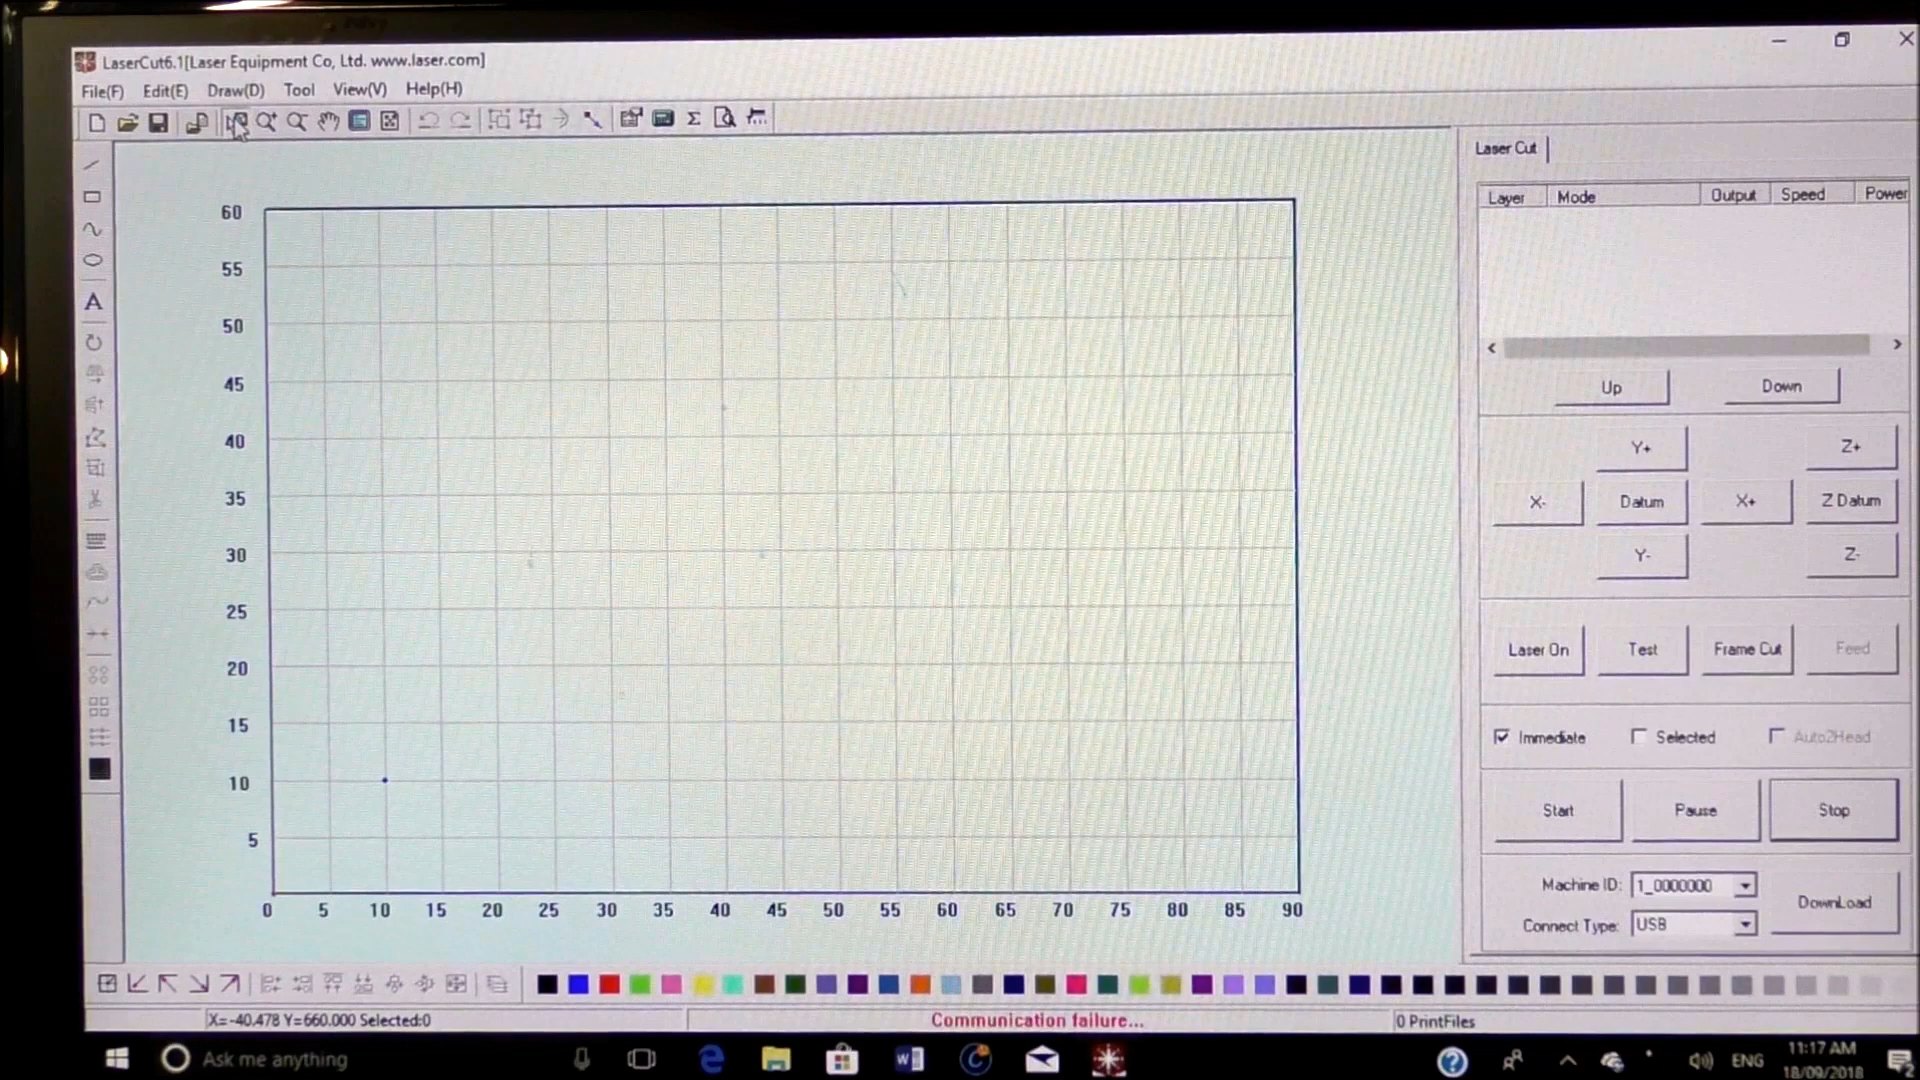 LaserCut6.1[Laser Equipment Co, Ltd. www.laser.com]
File(F) Edit(E) Draw(D) Tool View(V) Help(H)
Laser Cut
Layer Mode Output Speed Power
60
55
50
45
40
35
30
25
20
15
10
5
0 5 10 15 20 25 30 35 40 45 50 55 60 65 70 75 80 85 90
Up Down
Y+ Z+
X- Datum X+ Z Datum
Y- Z-
Laser On Test Frame Cut Feed
Immediate Selected Auto2Head
Start Pause Stop
Machine ID: 1_0000000
Connect Type: USB
DownLoad
X=-40.478 Y=660.000 Selected:0
Communication failure...
0 PrintFiles
Ask me anything
ENG
11:17 AM
18/09/2018